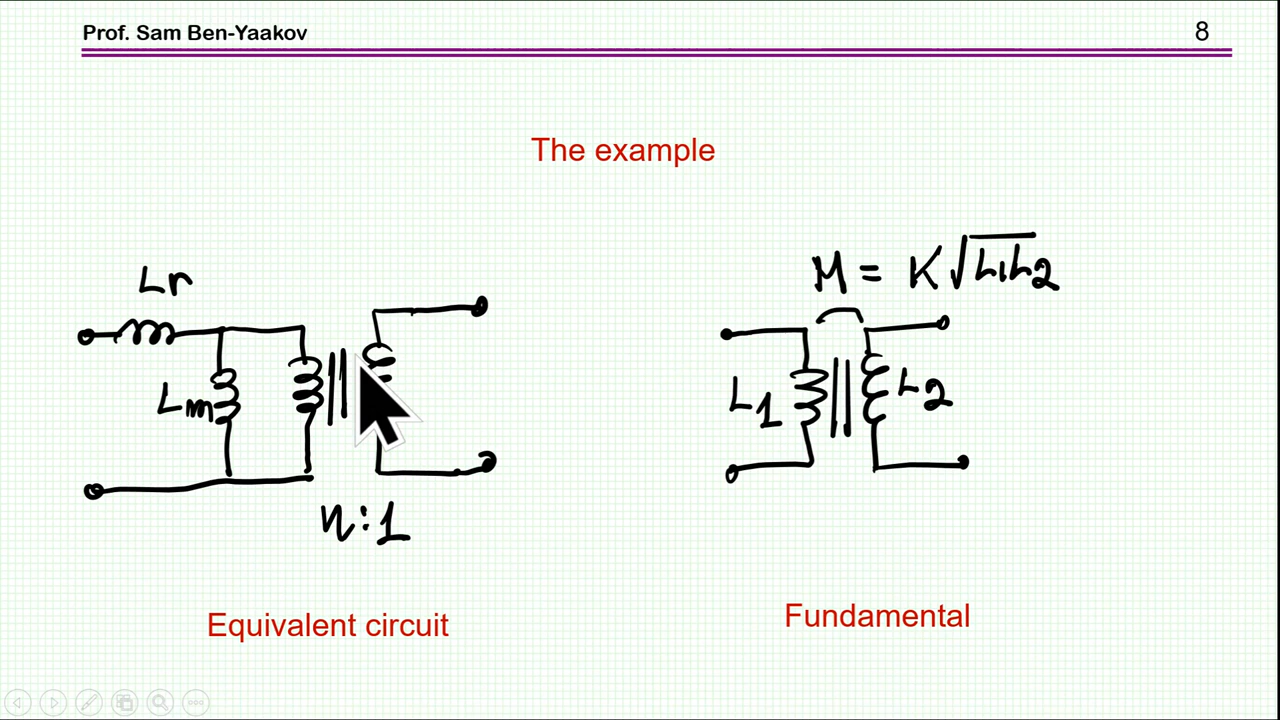 Prof. Sam Ben-Yaakov
8
The example
M = K√L1L2
Lr
Lm
L1
L2
n:1
Equivalent circuit
Fundamental